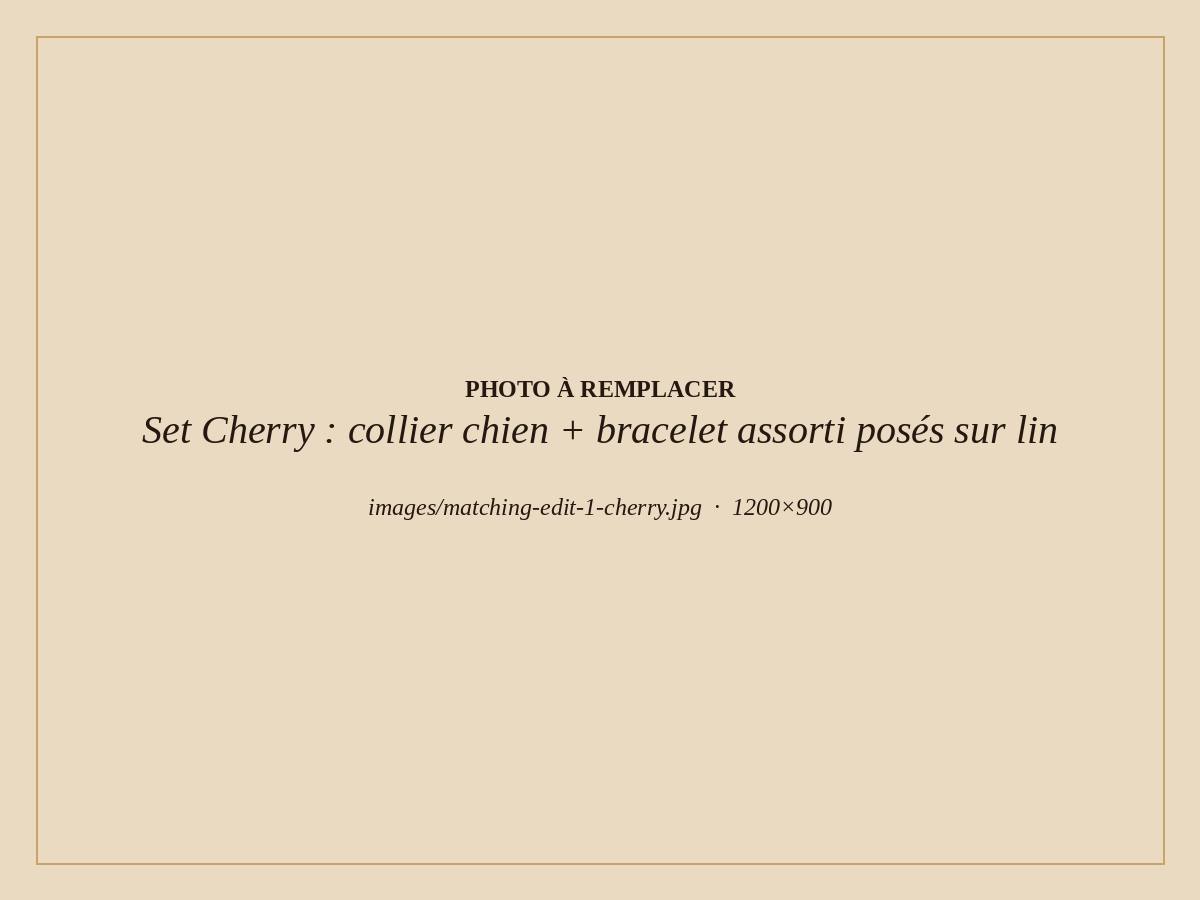 PHOTO À REMPLACER
Set Cherry : collier chien + bracelet assorti posés sur lin
images/matching-edit-1-cherry.jpg · 1200×900